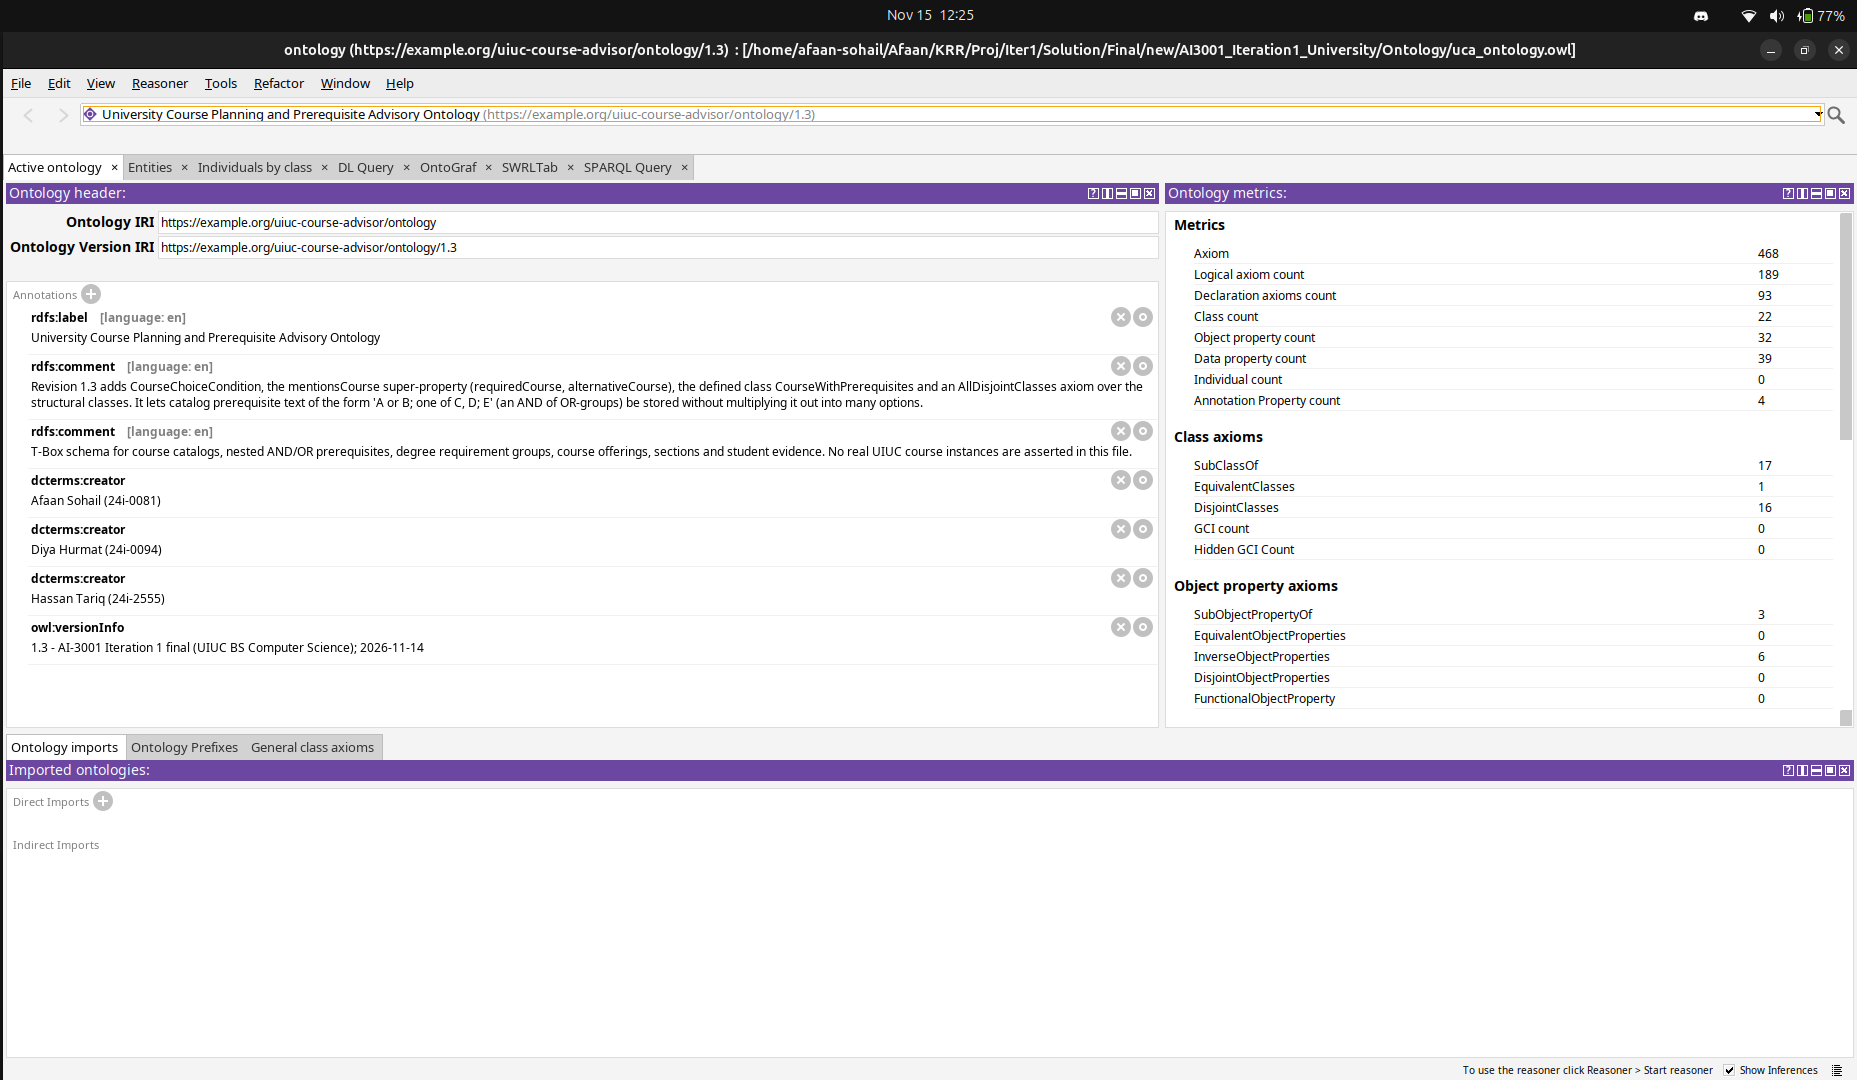 Nov 15 12:25
77%
ontology (https://example.org/uiuc-course-advisor/ontology/1.3) : [/home/afaan-sohail/Afaan/KRR/Proj/Iter1/Solution/Final/new/AI3001_Iteration1_University/Ontology/uca_ontology.owl]
File Edit View Reasoner Tools Refactor Window Help
University Course Planning and Prerequisite Advisory Ontology (https://example.org/uiuc-course-advisor/ontology/1.3)
Active ontology × Entities × Individuals by class × DL Query × OntoGraf × SWRLTab × SPARQL Query ×
Ontology header:
Ontology IRI https://example.org/uiuc-course-advisor/ontology
Ontology Version IRI https://example.org/uiuc-course-advisor/ontology/1.3
Annotations
rdfs:label [language: en]
University Course Planning and Prerequisite Advisory Ontology
rdfs:comment [language: en]
Revision 1.3 adds CourseChoiceCondition, the mentionsCourse super-property (requiredCourse, alternativeCourse), the defined class CourseWithPrerequisites and an AllDisjointClasses axiom over the
structural classes. It lets catalog prerequisite text of the form 'A or B; one of C, D; E' (an AND of OR-groups) be stored without multiplying it out into many options.
rdfs:comment [language: en]
T-Box schema for course catalogs, nested AND/OR prerequisites, degree requirement groups, course offerings, sections and student evidence. No real UIUC course instances are asserted in this file.
dcterms:creator
Afaan Sohail (24i-0081)
dcterms:creator
Diya Hurmat (24i-0094)
dcterms:creator
Hassan Tariq (24i-2555)
owl:versionInfo
1.3 - AI-3001 Iteration 1 final (UIUC BS Computer Science); 2026-11-14
Ontology metrics:
Metrics
Axiom 468
Logical axiom count 189
Declaration axioms count 93
Class count 22
Object property count 32
Data property count 39
Individual count 0
Annotation Property count 4
Class axioms
SubClassOf 17
EquivalentClasses 1
DisjointClasses 16
GCI count 0
Hidden GCI Count 0
Object property axioms
SubObjectPropertyOf 3
EquivalentObjectProperties 0
InverseObjectProperties 6
DisjointObjectProperties 0
FunctionalObjectProperty 0
Ontology imports Ontology Prefixes General class axioms
Imported ontologies:
Direct Imports
Indirect Imports
To use the reasoner click Reasoner > Start reasoner Show Inferences